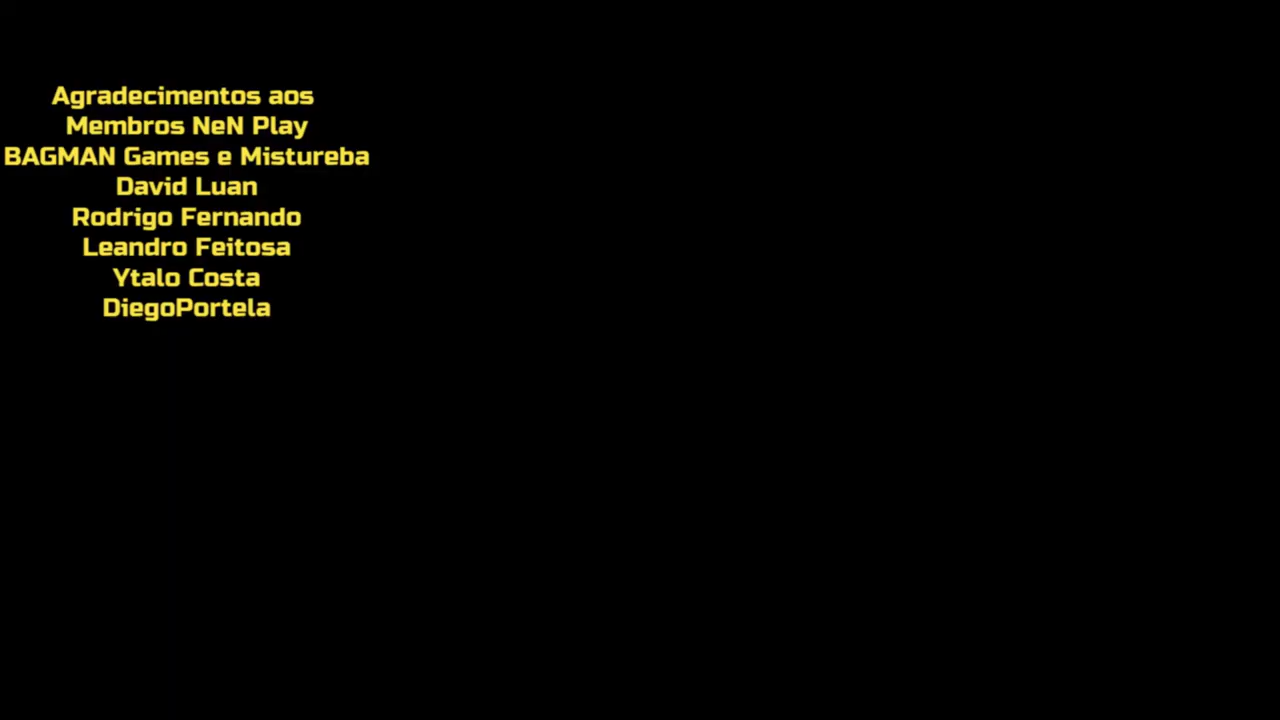 Agradecimentos aos
Membros NeN Play
BAGMAN Games e Mistureba
David Luan
Rodrigo Fernando
Leandro Feitosa
Ytalo Costa
DiegoPortela